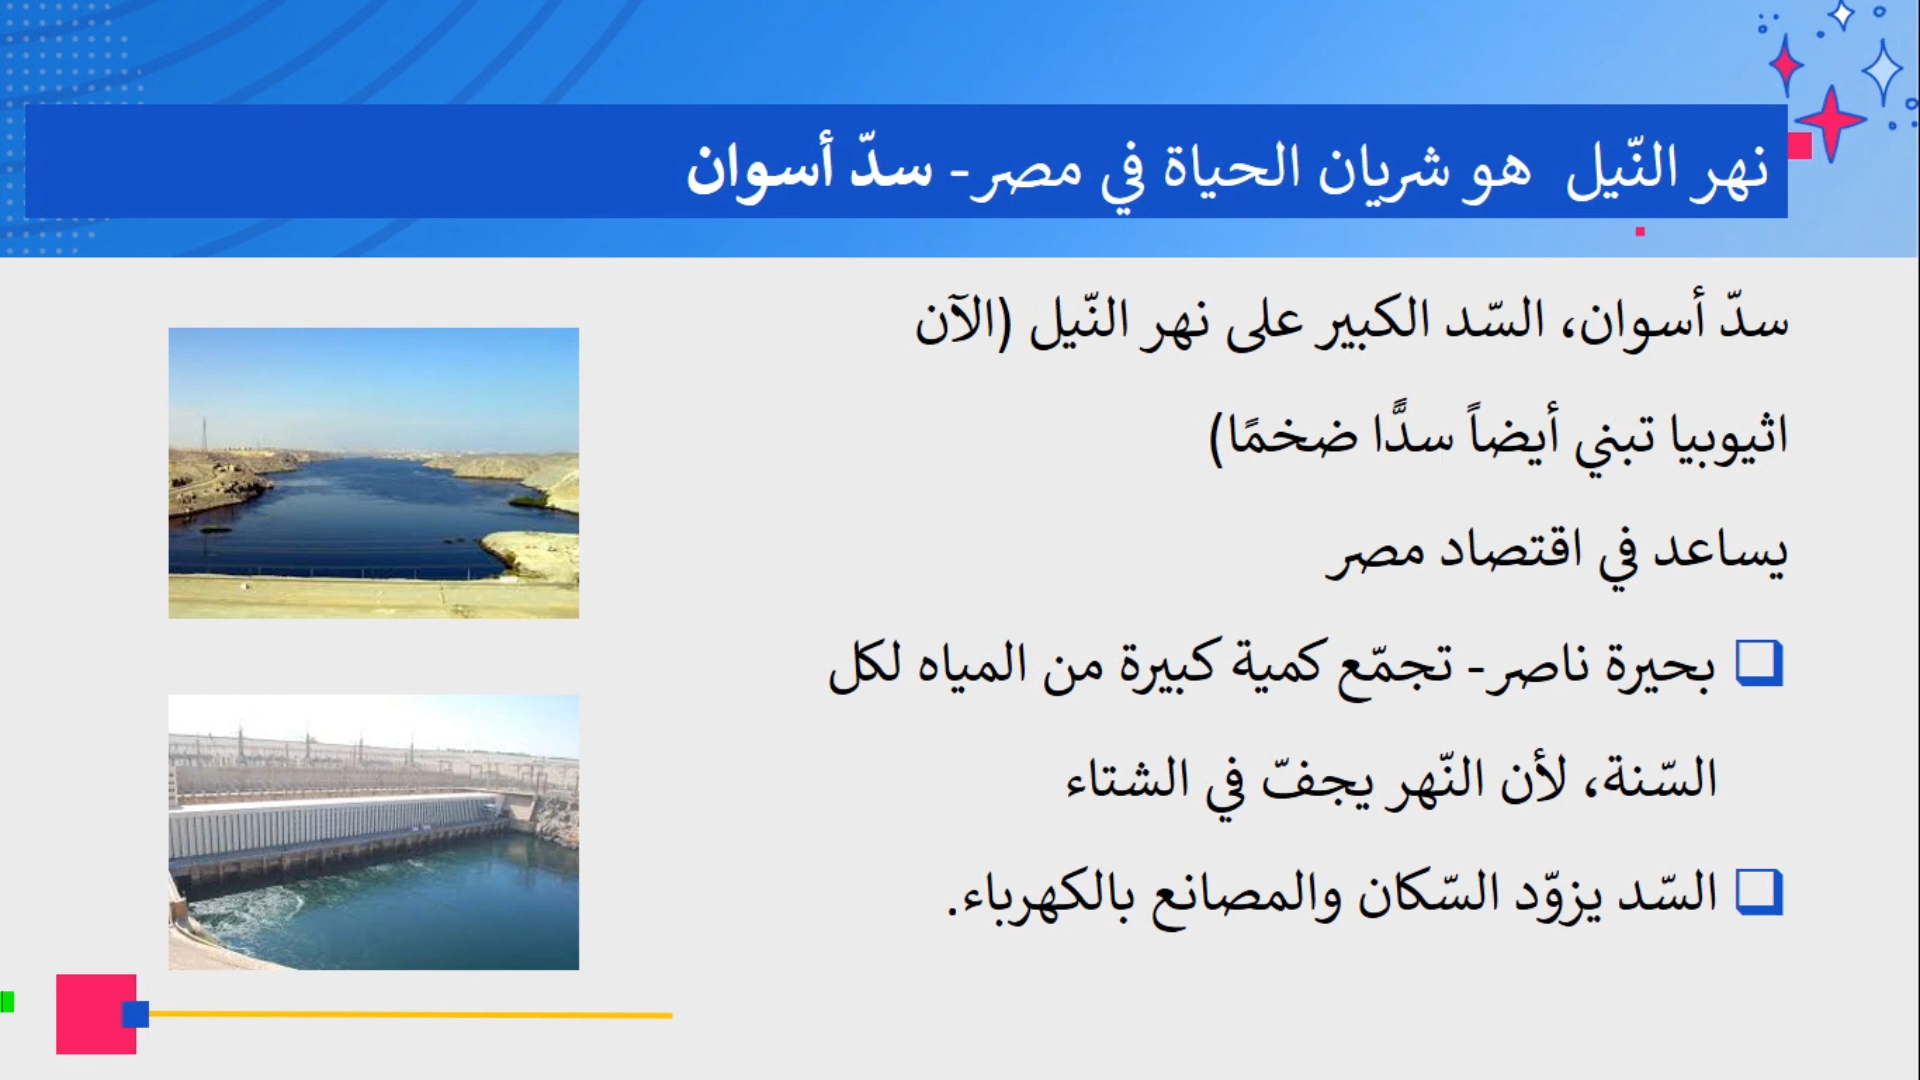 نهر النّيل هو شريان الحياة في مصر- سدّ أسوان
سدّ أسوان، السّد الكبير على نهر النّيل (الآن
اثيوبيا تبني أيضاً سدًّا ضخمًا)
يساعد في اقتصاد مصر
❑ بحيرة ناصر- تجمّع كمية كبيرة من المياه لكل
السّنة، لأن النّهر يجفّ في الشتاء
❑ السّد يزوّد السّكان والمصانع بالكهرباء.